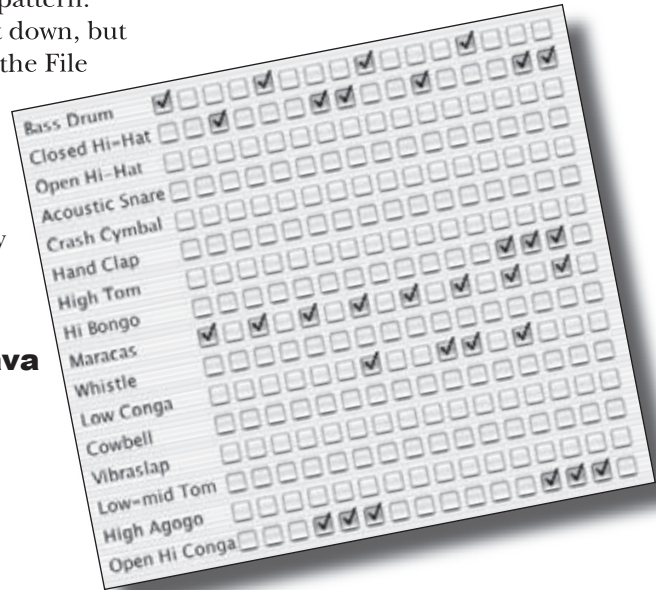 pattern.
t down, but
the File
y
va
Bass Drum
Closed Hi-Hat
Open Hi-Hat
Acoustic Snare
Crash Cymbal
Hand Clap
High Tom
Hi Bongo
Maracas
Whistle
Low Conga
Cowbell
Vibraslap
Low-mid Tom
High Agogo
Open Hi Conga